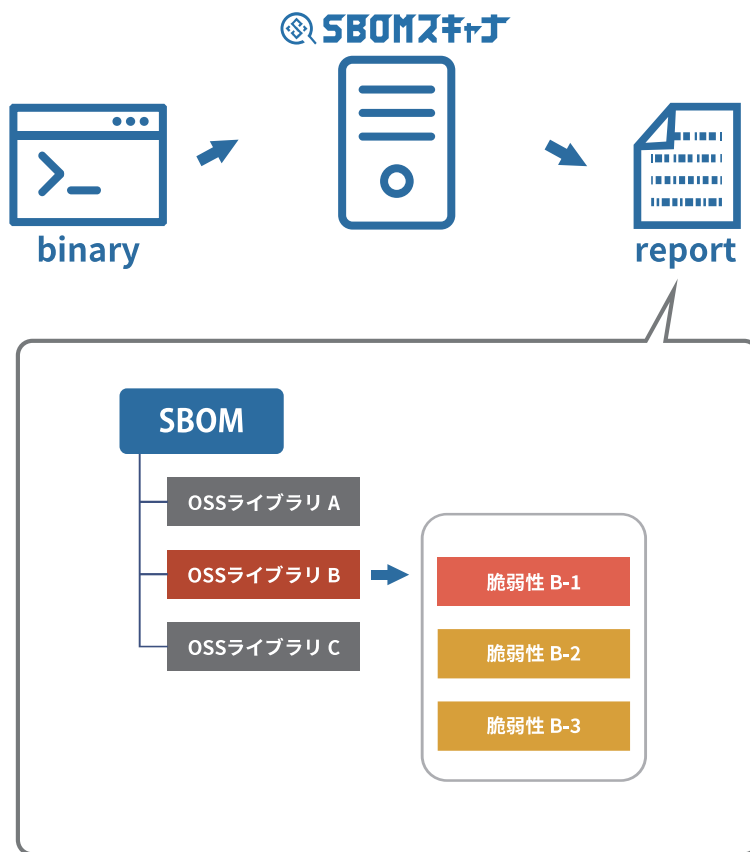 SBOMスキャナ
binary
report
SBOM
OSSライブラリ A
OSSライブラリ B
OSSライブラリ C
脆弱性 B-1
脆弱性 B-2
脆弱性 B-3